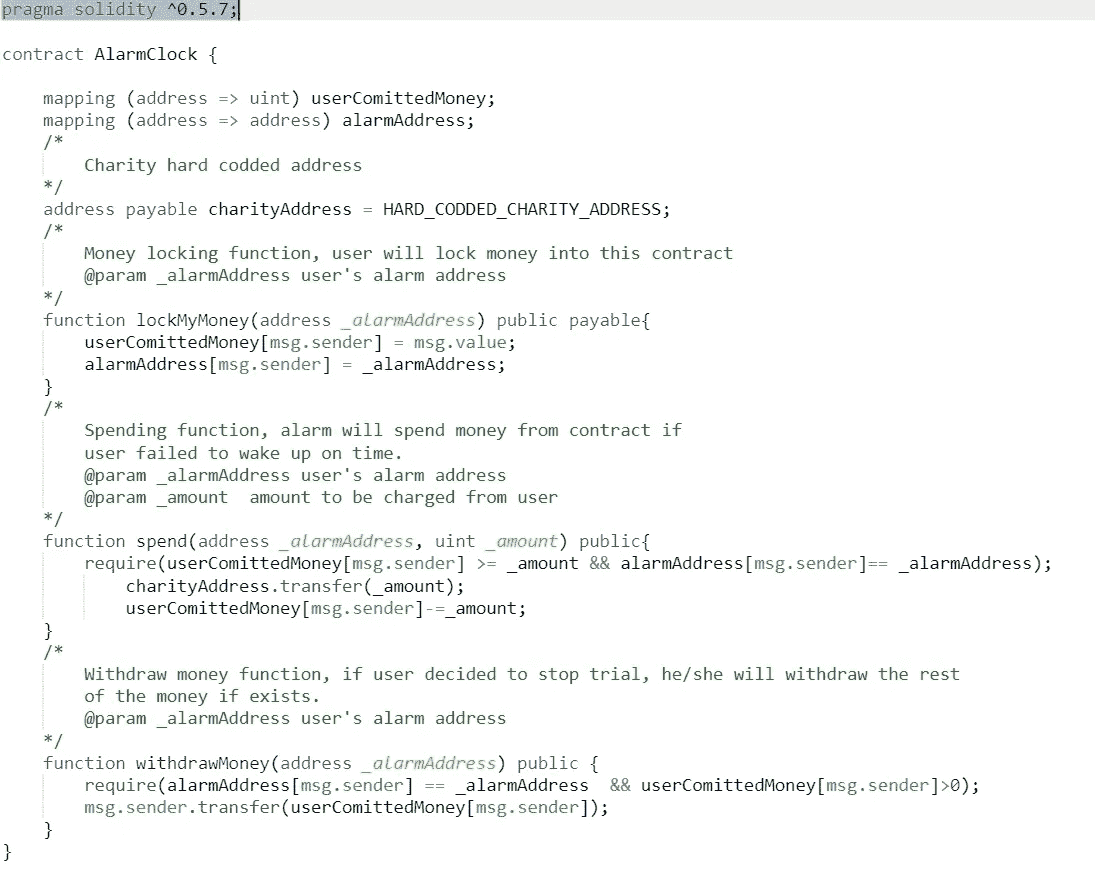 pragma solidity ^0.5.7;
contract AlarmClock {
mapping (address => uint) userComittedMoney;
mapping (address => address) alarmAddress;
/*
Charity hard codded address
*/
address payable charityAddress = HARD_CODDED_CHARITY_ADDRESS;
/*
Money locking function, user will lock money into this contract
@param _alarmAddress user's alarm address
*/
function lockMyMoney(address _alarmAddress) public payable{
userComittedMoney[msg.sender] = msg.value;
alarmAddress[msg.sender] = _alarmAddress;
}
/*
Spending function, alarm will spend money from contract if
user failed to wake up on time.
@param _alarmAddress user's alarm address
@param _amount  amount to be charged from user
*/
function spend(address _alarmAddress, uint _amount) public{
require(userComittedMoney[msg.sender] >= _amount && alarmAddress[msg.sender]== _alarmAddress);
charityAddress.transfer(_amount);
userComittedMoney[msg.sender]-=_amount;
}
/*
Withdraw money function, if user decided to stop trial, he/she will withdraw the rest
of the money if exists.
@param _alarmAddress user's alarm address
*/
function withdrawMoney(address _alarmAddress) public {
require(alarmAddress[msg.sender] == _alarmAddress  && userComittedMoney[msg.sender]>0);
msg.sender.transfer(userComittedMoney[msg.sender]);
}
}